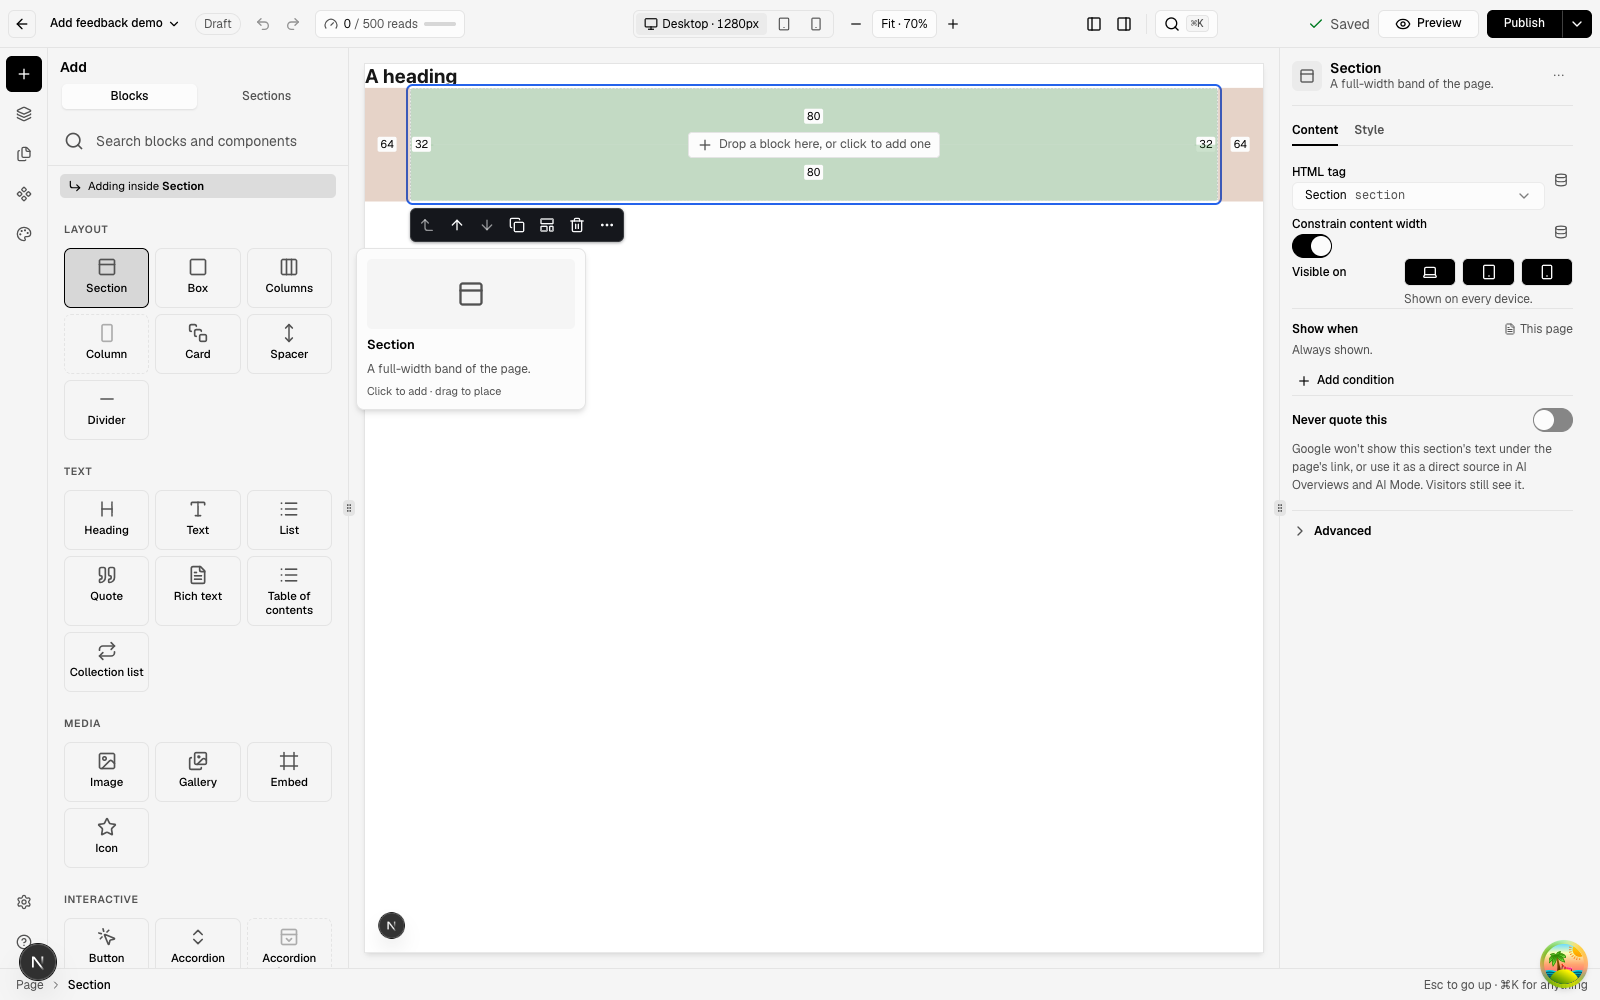 Add feedback demo
Draft
0 / 500 reads
Desktop · 1280px
Fit · 70%
⌘K
Saved
Preview
Publish
Add
Blocks
Sections
Search blocks and components
Adding inside Section
LAYOUT
Section
Box
Columns
Column
Card
Spacer
Divider
TEXT
Heading
Text
List
Quote
Rich text
Table of
contents
Collection list
MEDIA
Image
Gallery
Embed
Icon
INTERACTIVE
Button
Accordion
Accordion
A heading
80
64
32
Drop a block here, or click to add one
32
64
80
Section
A full-width band of the page.
Click to add · drag to place
N
N
Section
A full-width band of the page.
Content
Style
HTML tag
Section section
Constrain content width
Visible on
Shown on every device.
Show when
This page
Always shown.
Add condition
Never quote this
Google won't show this section's text under the
page's link, or use it as a direct source in AI
Overviews and AI Mode. Visitors still see it.
Advanced
Page
Section
Esc to go up · ⌘K for anything